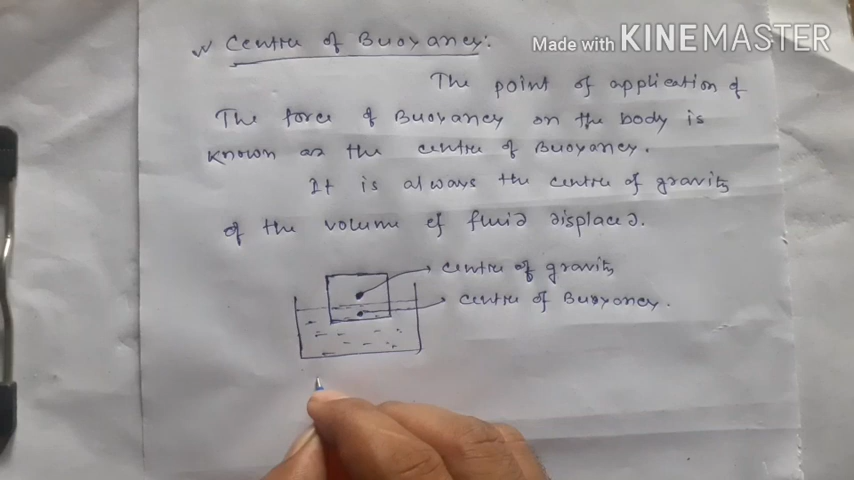 Made with KINEMASTER
Centre of Buoyancy:
The point of application of
The force of Buoyancy on the body is
known as the centre of Buoyancy.
It is always the centre of gravity
of the volume of fluid displaced.
centre of gravity
centre of Buoyancy.